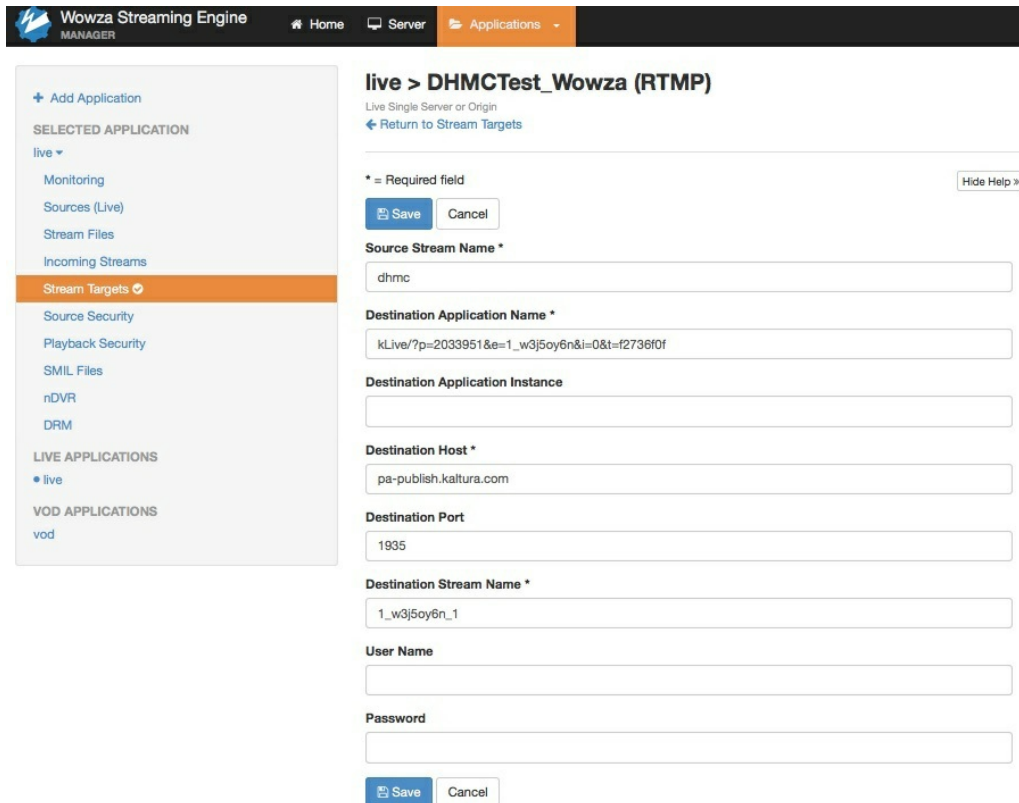 Wowza Streaming Engine
MANAGER
Home
Server
Applications
+ Add Application
SELECTED APPLICATION
live
Monitoring
Sources (Live)
Stream Files
Incoming Streams
Stream Targets
Source Security
Playback Security
SMIL Files
nDVR
DRM
LIVE APPLICATIONS
live
VOD APPLICATIONS
vod
live > DHMCTest_Wowza (RTMP)
Live Single Server or Origin
Return to Stream Targets
* = Required field
Hide Help »
Save
Cancel
Source Stream Name *
dhmc
Destination Application Name *
kLive/?p=2033951&e=1_w3j5oy6n&i=0&t=f2736f0f
Destination Application Instance
Destination Host *
pa-publish.kaltura.com
Destination Port
1935
Destination Stream Name *
1_w3j5oy6n_1
User Name
Password
Save
Cancel